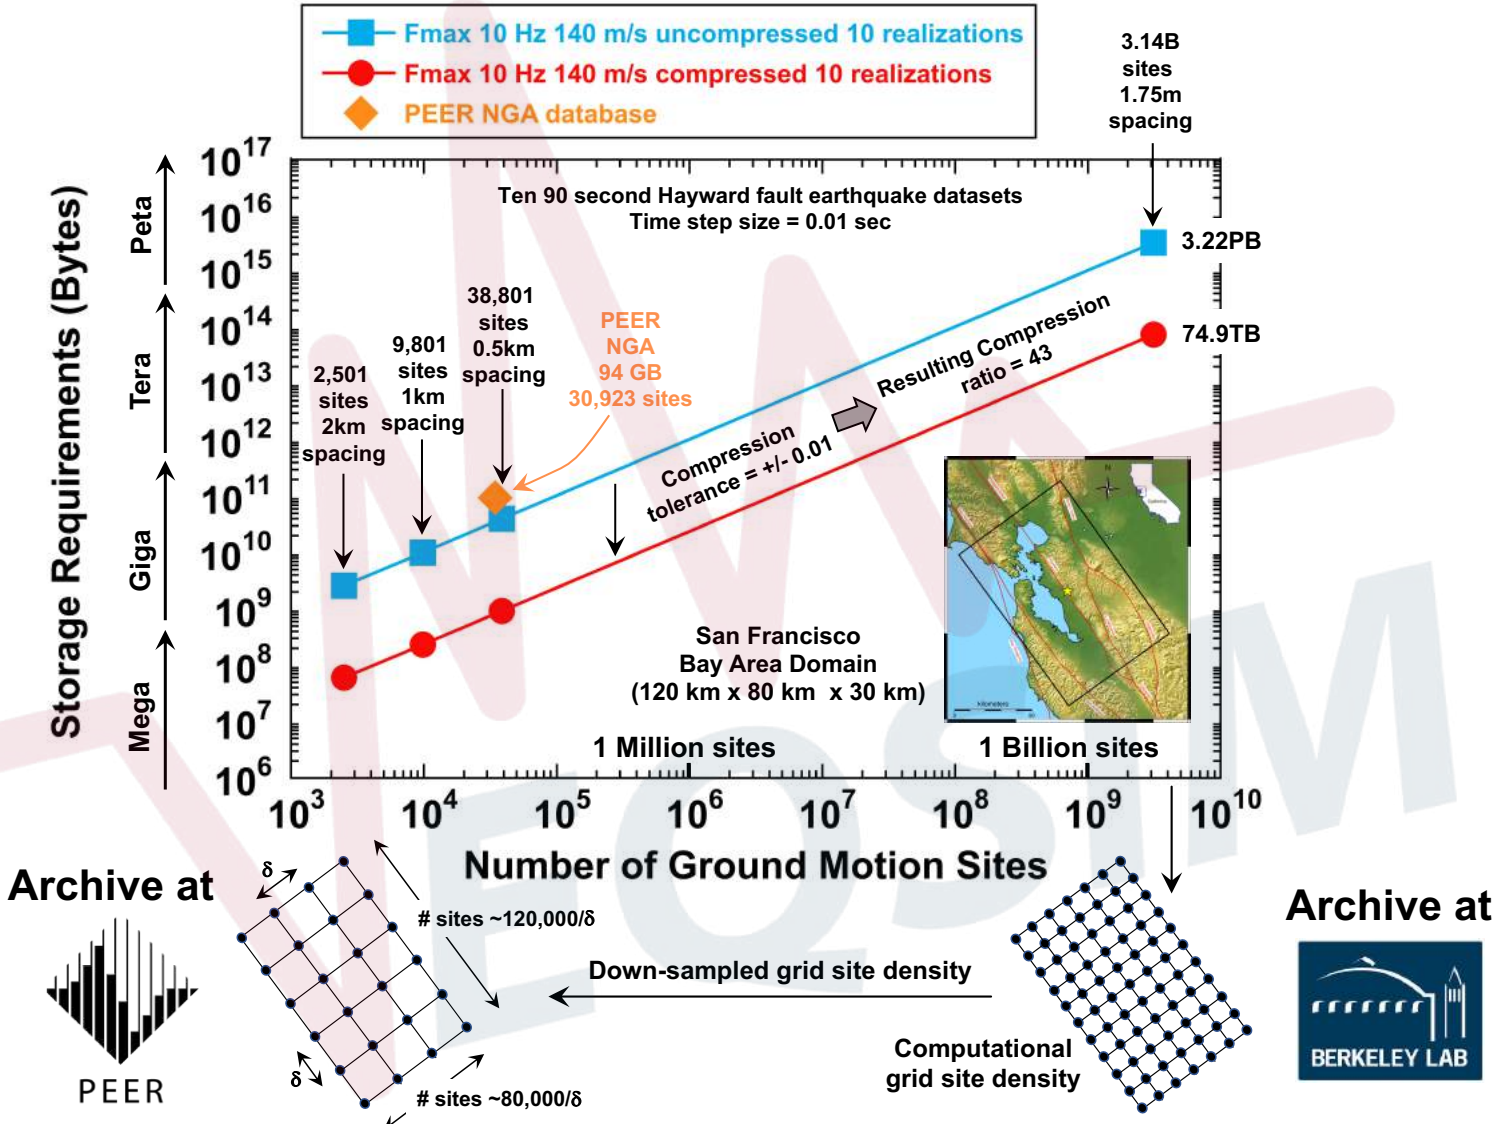 Fmax 10 Hz 140 m/s uncompressed 10 realizations
Fmax 10 Hz 140 m/s compressed 10 realizations
PEER NGA database
3.14B
sites
1.75m
spacing
Storage Requirements (Bytes)
Peta
Tera
Giga
Mega
10^17
10^16
10^15
10^14
10^13
10^12
10^11
10^10
10^9
10^8
10^7
10^6
Ten 90 second Hayward fault earthquake datasets
Time step size = 0.01 sec
3.22PB
74.9TB
2,501
sites
2km
spacing
9,801
sites
1km
spacing
38,801
sites
0.5km
spacing
PEER
NGA
94 GB
30,923 sites
Compression
tolerance = +/- 0.01
Resulting Compression
ratio = 43
San Francisco
Bay Area Domain
(120 km x 80 km x 30 km)
N
1 Million sites
1 Billion sites
10^3
10^4
10^5
10^6
10^7
10^8
10^9
10^10
Number of Ground Motion Sites
EQSIM
Archive at
PEER
δ
δ
# sites ~120,000/δ
# sites ~80,000/δ
Down-sampled grid site density
Computational
grid site density
Archive at
BERKELEY LAB